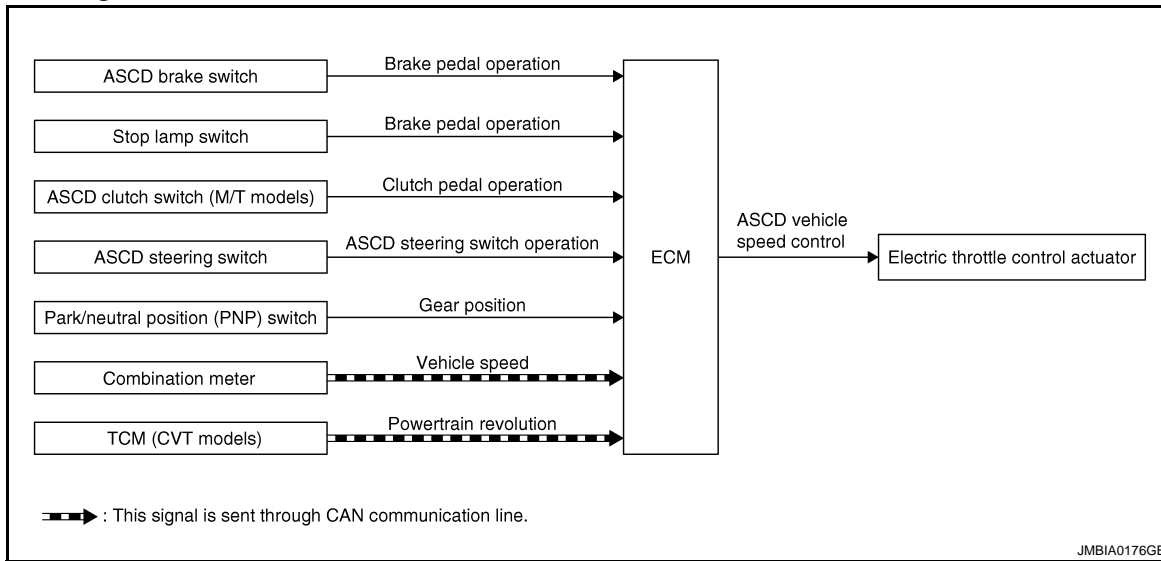 ASCD brake switch
Brake pedal operation
Stop lamp switch
Brake pedal operation
ASCD clutch switch (M/T models)
Clutch pedal operation
ASCD steering switch
ASCD steering switch operation
Park/neutral position (PNP) switch
Gear position
Combination meter
Vehicle speed
TCM (CVT models)
Powertrain revolution
ECM
ASCD vehicle
speed control
Electric throttle control actuator
: This signal is sent through CAN communication line.
JMBIA0176GB